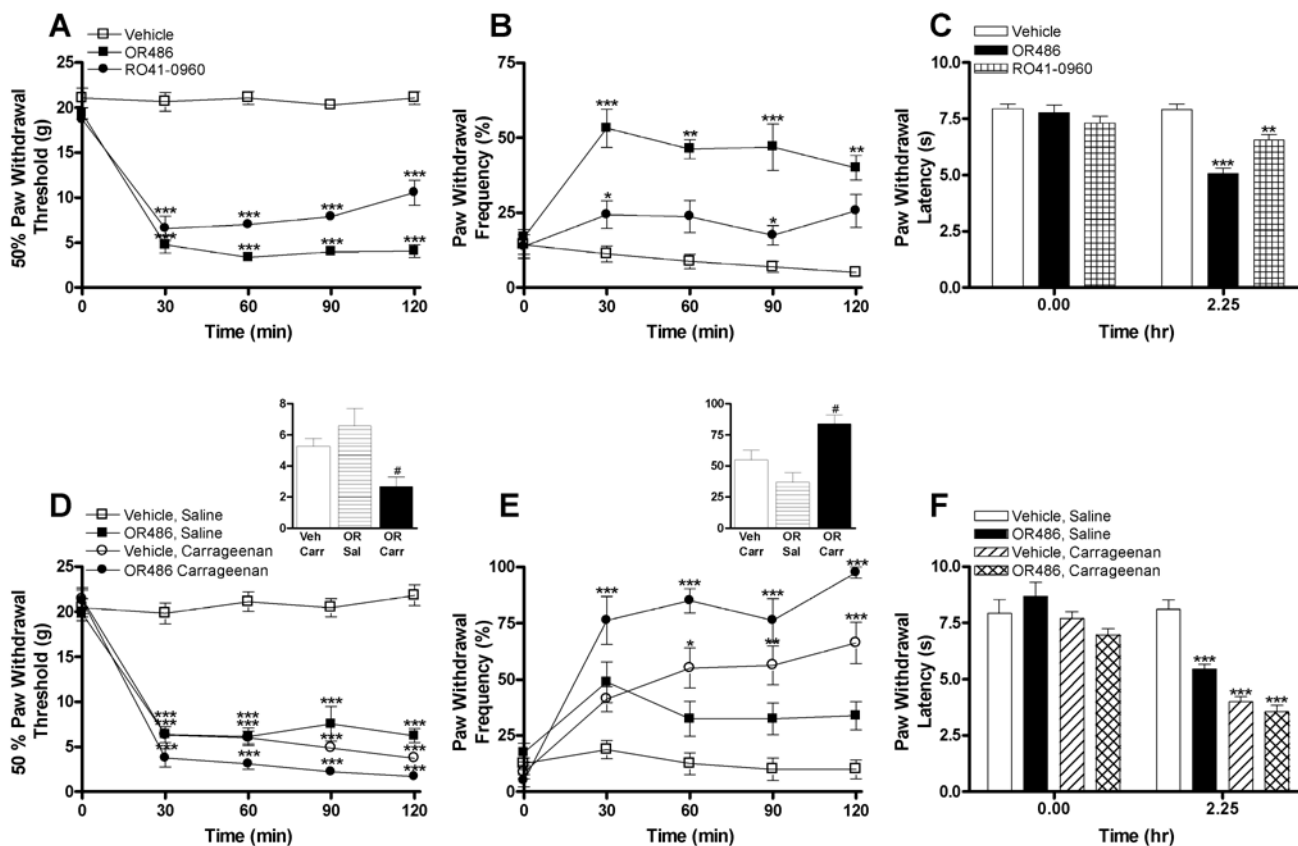 A
Vehicle
OR486
RO41-0960
50% Paw Withdrawal
Threshold (g)
25
20
15
10
5
0
***
***
***
***
***
***
***
***
0 30 60 90 120
Time (min)
B
Paw Withdrawal
Frequency (%)
75
50
25
0
***
**
***
**
*
*
0 30 60 90 120
Time (min)
C
Vehicle
OR486
RO41-0960
Paw Withdrawal
Latency (s)
10.0
7.5
5.0
2.5
0.0
***
**
0.00 2.25
Time (hr)
D
8
6
4
2
0
#
Veh OR OR
Carr Sal Carr
Vehicle, Saline
OR486, Saline
Vehicle, Carrageenan
OR486 Carrageenan
50 % Paw Withdrawal
Threshold (g)
25
20
15
10
5
0
***
***
***
***
***
***
***
***
***
***
***
***
0 30 60 90 120
Time (min)
E
100
75
50
25
0
#
Veh OR OR
Carr Sal Carr
Paw Withdrawal
Frequency (%)
100
75
50
25
0
***
***
***
***
*
**
***
0 30 60 90 120
Time (min)
F
Vehicle, Saline
OR486, Saline
Vehicle, Carrageenan
OR486, Carrageenan
Paw Withdrawal
Latency (s)
10.0
7.5
5.0
2.5
0.0
***
***
***
0.00 2.25
Time (hr)